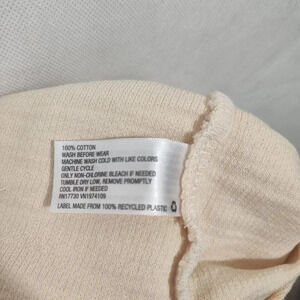 100% COTTON
WASH BEFORE WEAR
MACHINE WASH COLD WITH LIKE COLORS
GENTLE CYCLE
ONLY NON-CHLORINE BLEACH IF NEEDED
TUMBLE DRY LOW, REMOVE PROMPTLY
COOL IRON IF NEEDED
RN17730 VN1974109
LABEL MADE FROM 100% RECYCLED PLASTIC